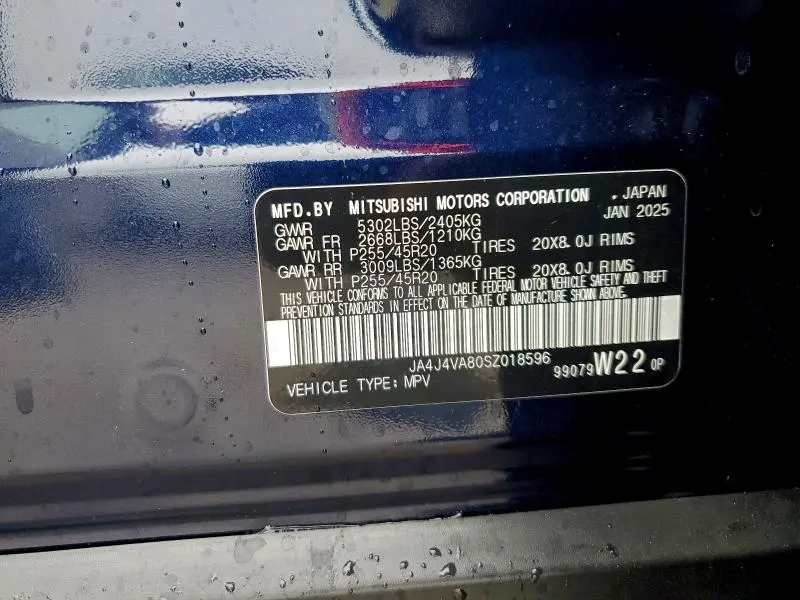 MFD.BY MITSUBISHI MOTORS CORPORATION , JAPAN
GVWR 5302LBS/2405KG JAN 2025
GAWR FR 2668LBS/1210KG
WITH P255/45R20 TIRES 20X8.0J RIMS
GAWR RR 3009LBS/1365KG
WITH P255/45R20 TIRES 20X8.0J RIMS
THIS VEHICLE CONFORMS TO ALL APPLICABLE FEDERAL MOTOR VEHICLE SAFETY AND THEFT
PREVENTION STANDARDS IN EFFECT ON THE DATE OF MANUFACTURE SHOWN ABOVE.
JA4J4VA80SZ018596
99079 W22 0P
VEHICLE TYPE: MPV